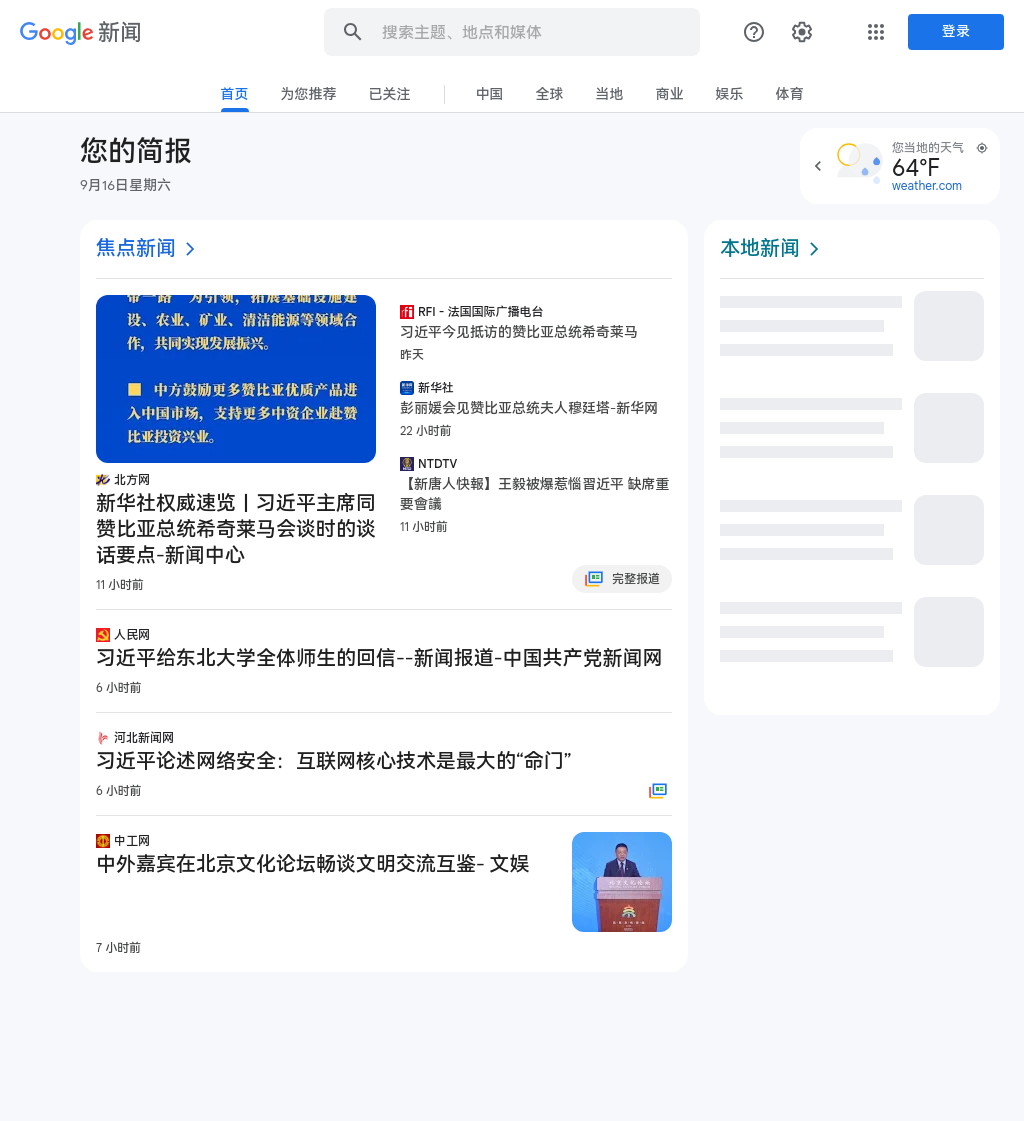 Google 新闻
搜索主题、地点和媒体
登录
首页
为您推荐
已关注
中国
全球
当地
商业
娱乐
体育
您的简报
9月16日星期六
您当地的天气
64°F
weather.com
焦点新闻
带一路”为引领，拓展基础设施建
设、农业、矿业、清洁能源等领域合
作，共同实现发展振兴。
■ 中方鼓励更多赞比亚优质产品进
入中国市场，支持更多中资企业赴赞
比亚投资兴业。
北方网
新华社权威速览丨习近平主席同
赞比亚总统希奇莱马会谈时的谈
话要点-新闻中心
11 小时前
RFI - 法国国际广播电台
习近平今见抵访的赞比亚总统希奇莱马
昨天
新华社
彭丽媛会见赞比亚总统夫人穆廷塔-新华网
22 小时前
NTDTV
【新唐人快報】王毅被爆惹惱習近平 缺席重
要會議
11 小时前
完整报道
人民网
习近平给东北大学全体师生的回信--新闻报道-中国共产党新闻网
6 小时前
河北新闻网
习近平论述网络安全：互联网核心技术是最大的“命门”
6 小时前
中工网
中外嘉宾在北京文化论坛畅谈文明交流互鉴- 文娱
7 小时前
本地新闻